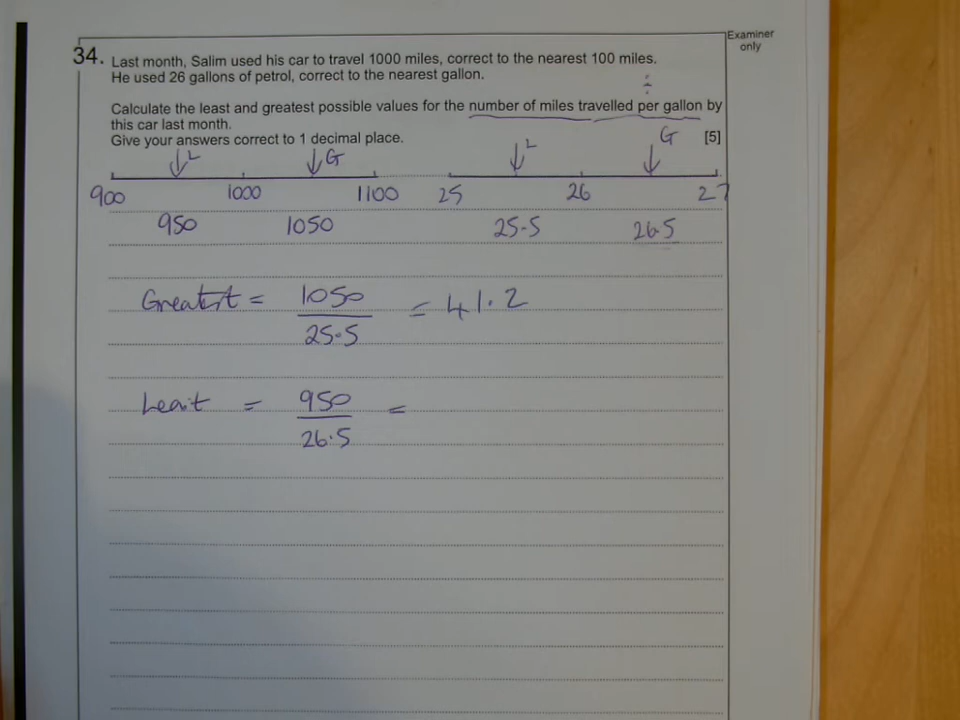 Examiner
only
34. Last month, Salim used his car to travel 1000 miles, correct to the nearest 100 miles.
He used 26 gallons of petrol, correct to the nearest gallon.
÷
Calculate the least and greatest possible values for the number of miles travelled per gallon by
this car last month.
Give your answers correct to 1 decimal place. [5]
↓L ↓G ↓L ↓G
900 1000 1100 25 26 27
950 1050 25.5 26.5
Greatest = 1050 / 25.5 = 41.2
Least = 950 / 26.5 =